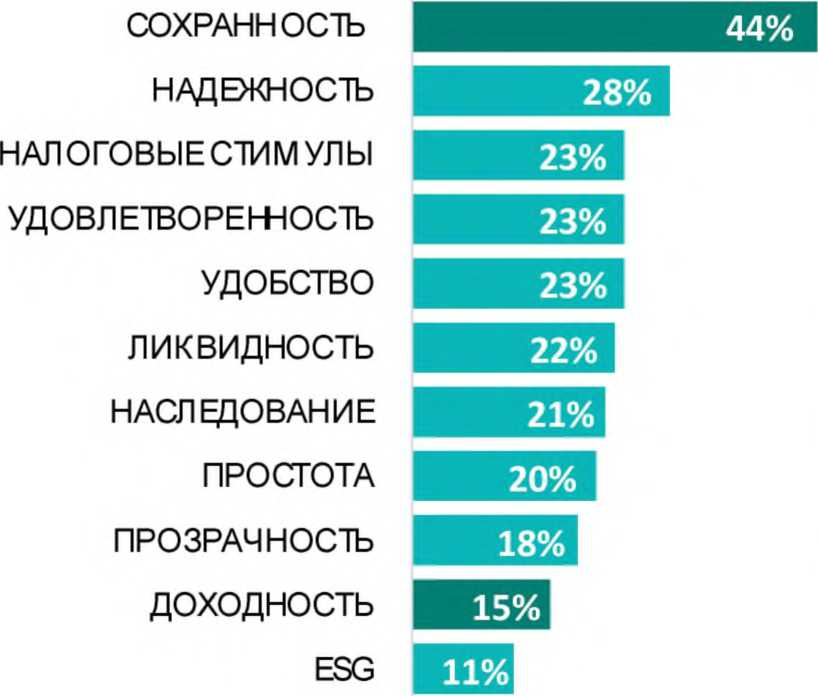 СОХРАННОСТЬ 44%
НАДЕЖНОСТЬ 28%
НАЛОГОВЫЕ СТИМУЛЫ 23%
УДОВЛЕТВОРЕННОСТЬ 23%
УДОБСТВО 23%
ЛИКВИДНОСТЬ 22%
НАСЛЕДОВАНИЕ 21%
ПРОСТОТА 20%
ПРОЗРАЧНОСТЬ 18%
ДОХОДНОСТЬ 15%
ESG 11%